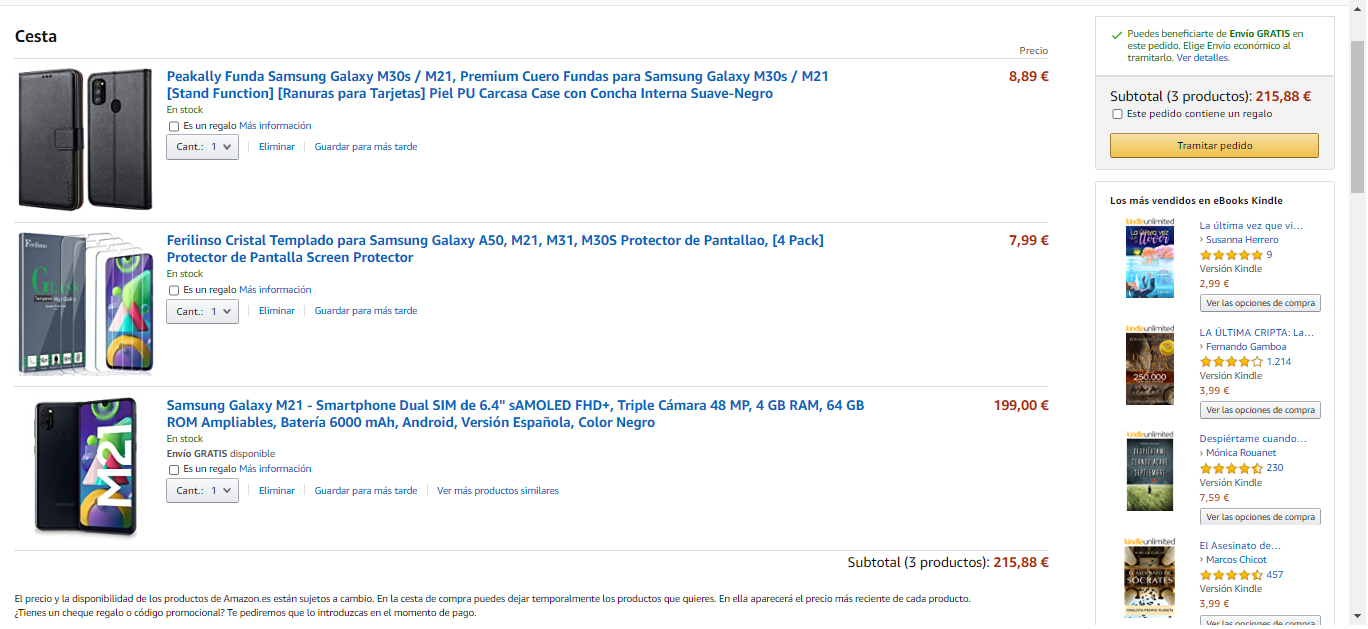 Cesta
Precio
Peakally Funda Samsung Galaxy M30s / M21, Premium Cuero Fundas para Samsung Galaxy M30s / M21
[Stand Function] [Ranuras para Tarjetas] Piel PU Carcasa Case con Concha Interna Suave-Negro
8,89 €
En stock
Es un regalo Más información
Cant.: 1
Eliminar
Guardar para más tarde
Ferilinso
Ferilinso Cristal Templado para Samsung Galaxy A50, M21, M31, M30S Protector de Pantallao, [4 Pack]
Protector de Pantalla Screen Protector
7,99 €
En stock
Es un regalo Más información
Cant.: 1
Eliminar
Guardar para más tarde
M21
Samsung Galaxy M21 - Smartphone Dual SIM de 6.4" sAMOLED FHD+, Triple Cámara 48 MP, 4 GB RAM, 64 GB
ROM Ampliables, Batería 6000 mAh, Android, Versión Española, Color Negro
199,00 €
En stock
Envío GRATIS disponible
Es un regalo Más información
Cant.: 1
Eliminar
Guardar para más tarde
Ver más productos similares
Subtotal (3 productos): 215,88 €
El precio y la disponibilidad de los productos de Amazon.es están sujetos a cambio. En la cesta de compra puedes dejar temporalmente los productos que quieres. En ella aparecerá el precio más reciente de cada producto.
¿Tienes un cheque regalo o código promocional? Te pediremos que lo introduzcas en el momento de pago.
Puedes beneficiarte de Envío GRATIS en
este pedido. Elige Envío económico al
tramitarlo. Ver detalles.
Subtotal (3 productos): 215,88 €
Este pedido contiene un regalo
Tramitar pedido
Los más vendidos en eBooks Kindle
kindleunlimited
La última vez que vi...
› Susanna Herrero
9
Versión Kindle
2,99 €
Ver las opciones de compra
kindleunlimited
250.000
LA ÚLTIMA CRIPTA: La...
› Fernando Gamboa
1.214
Versión Kindle
3,99 €
Ver las opciones de compra
kindleunlimited
DESPIÉRTAME
CUANDO ACABE
SEPTIEMBRE
Despiértame cuando...
› Mónica Rouanet
230
Versión Kindle
7,59 €
Ver las opciones de compra
kindleunlimited
EL ASESINATO DE
SÓCRATES
El Asesinato de...
› Marcos Chicot
457
Versión Kindle
3,99 €
Ver las opciones de compra